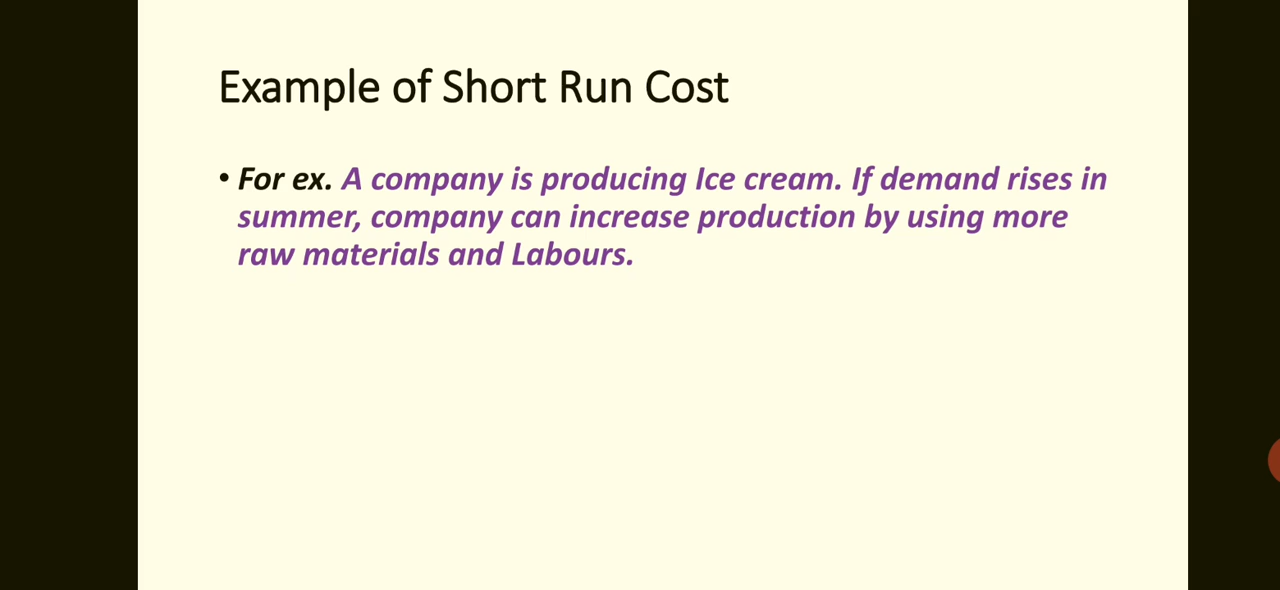 Example of Short Run Cost
• For ex. A company is producing Ice cream. If demand rises in
summer, company can increase production by using more
raw materials and Labours.